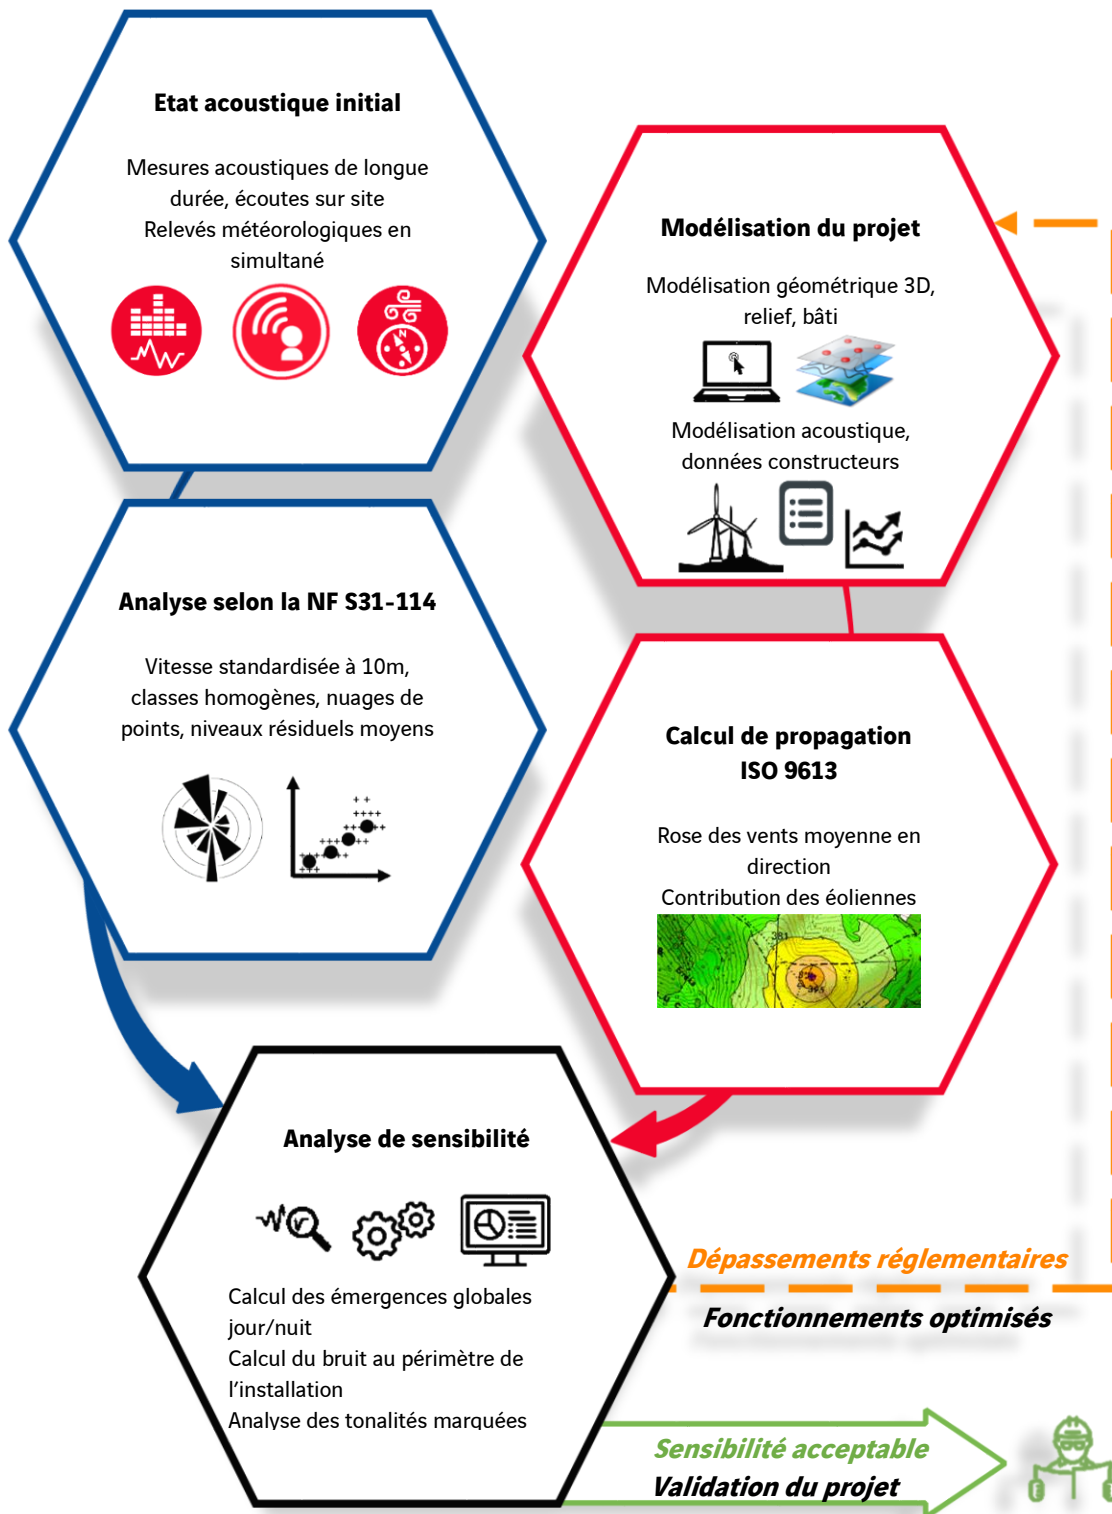 Etat acoustique initial
Mesures acoustiques de longue
durée, écoutes sur site
Relevés météorologiques en
simultané
Modélisation du projet
Modélisation géométrique 3D,
relief, bâti
Modélisation acoustique,
données constructeurs
Analyse selon la NF S31-114
Vitesse standardisée à 10m,
classes homogènes, nuages de
points, niveaux résiduels moyens
Calcul de propagation
ISO 9613
Rose des vents moyenne en
direction
Contribution des éoliennes
381
Analyse de sensibilité
Calcul des émergences globales
jour/nuit
Calcul du bruit au périmètre de
l'installation
Analyse des tonalités marquées
Dépassements réglementaires
Fonctionnements optimisés
Sensibilité acceptable
Validation du projet